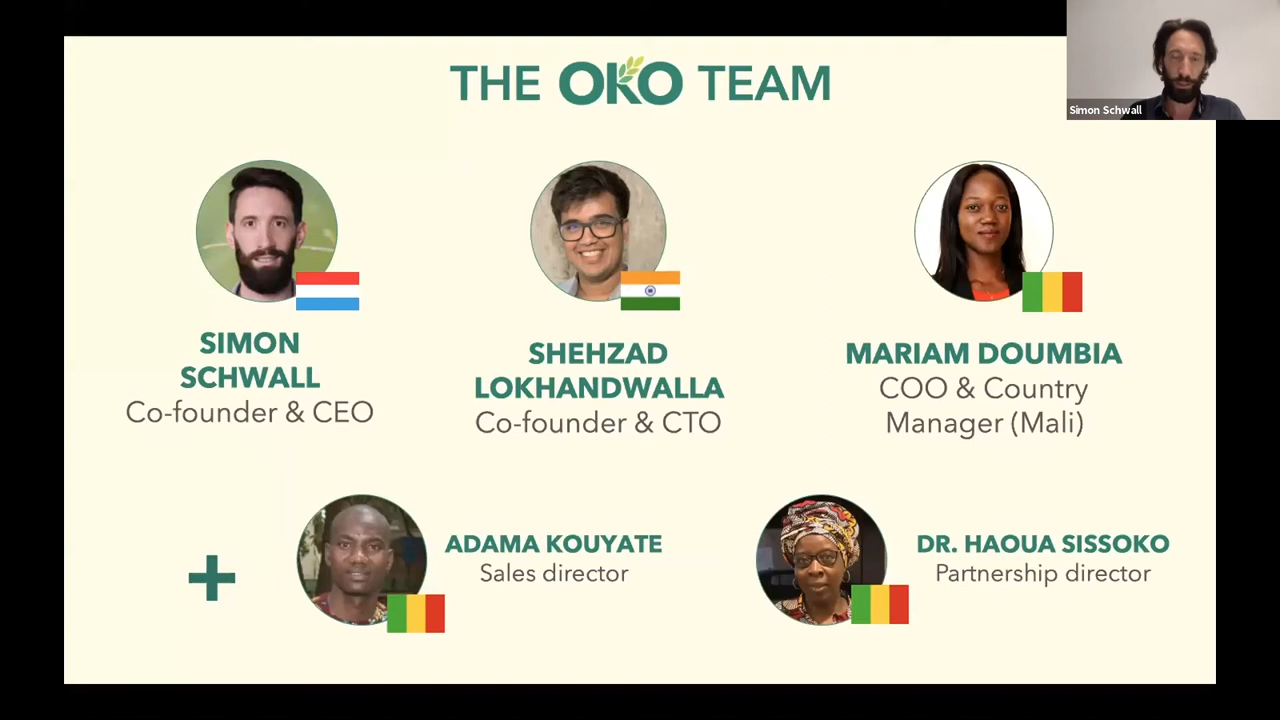 THE OKO TEAM
Simon Schwall
SIMON
SCHWALL
Co-founder & CEO
SHEHZAD
LOKHANDWALLA
Co-founder & CTO
MARIAM DOUMBIA
COO & Country
Manager (Mali)
+
ADAMA KOUYATE
Sales director
DR. HAOUA SISSOKO
Partnership director